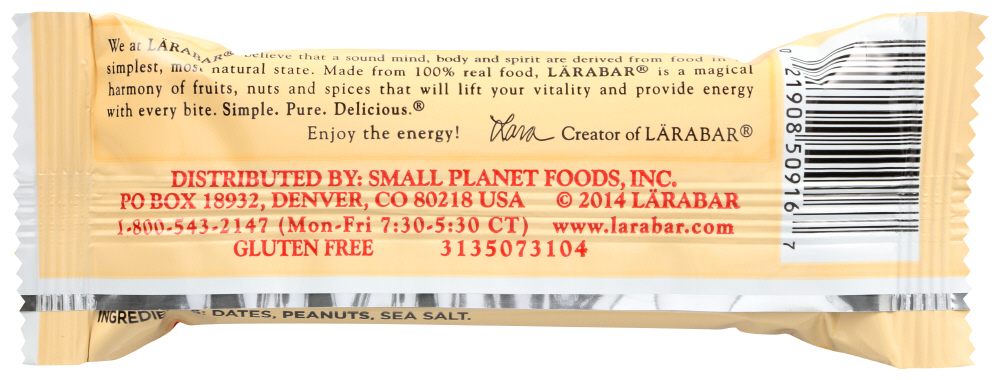 We at LÄRABAR® believe that a sound mind, body and spirit are derived from food in
simplest, most natural state. Made from 100% real food, LÄRABAR® is a magical
harmony of fruits, nuts and spices that will lift your vitality and provide energy
with every bite. Simple. Pure. Delicious.®
Enjoy the energy! Lara Creator of LÄRABAR®
DISTRIBUTED BY: SMALL PLANET FOODS, INC.
PO BOX 18932, DENVER, CO 80218 USA © 2014 LÄRABAR
1-800-543-2147 (Mon-Fri 7:30-5:30 CT) www.larabar.com
GLUTEN FREE 3135073104
INGREDIENTS: DATES, PEANUTS, SEA SALT.
0 21908 50916 7